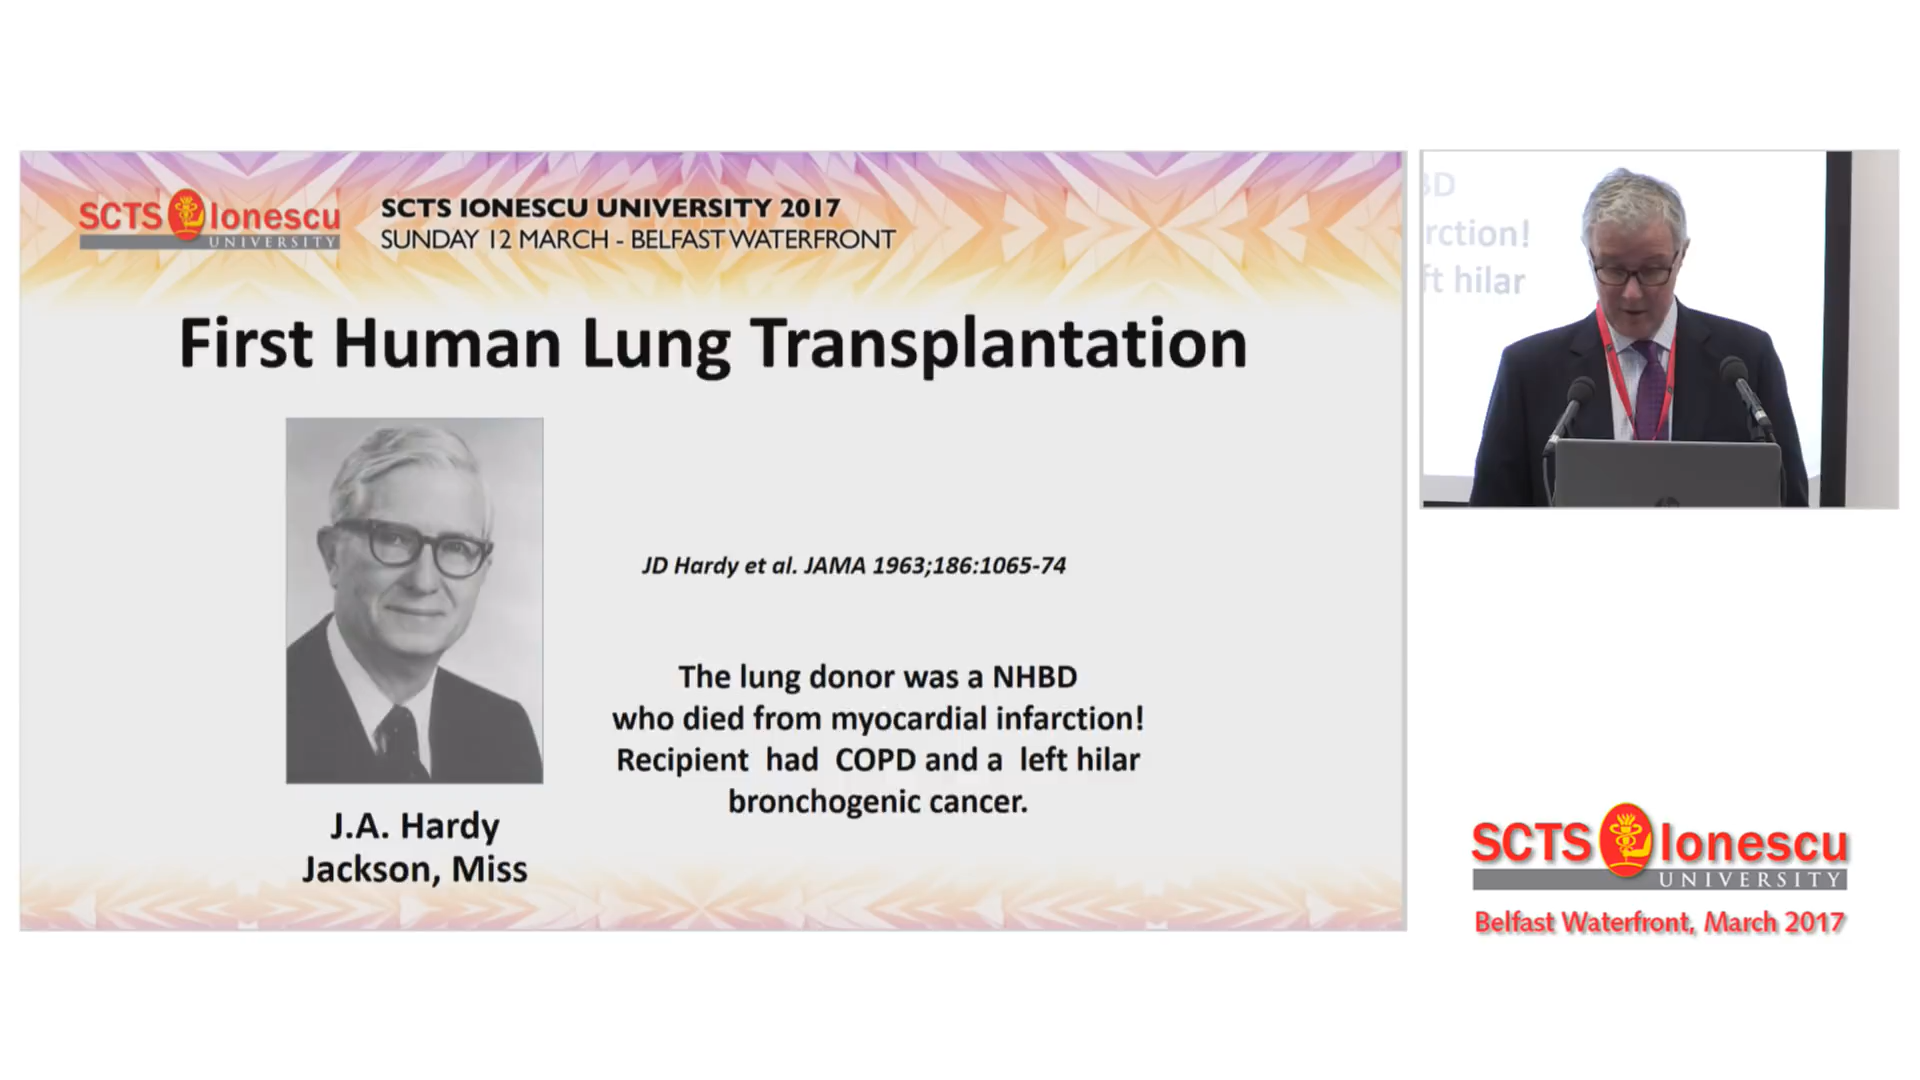 SCTS Ionescu
UNIVERSITY
SCTS IONESCU UNIVERSITY 2017
SUNDAY 12 MARCH - BELFAST WATERFRONT
First Human Lung Transplantation
JD Hardy et al. JAMA 1963;186:1065-74
The lung donor was a NHBD
who died from myocardial infarction!
Recipient had COPD and a left hilar
bronchogenic cancer.
J.A. Hardy
Jackson, Miss
BD
rction!
ft hilar
SCTS Ionescu
UNIVERSITY
Belfast Waterfront, March 2017